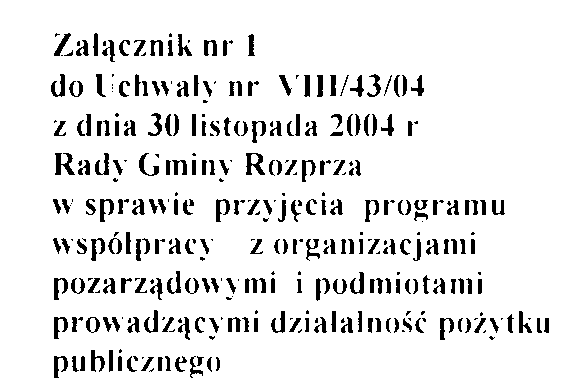 Załącznik nr 1
do Uchwały nr VIII/43/04
z dnia 30 listopada 2004 r
Rady Gminy Rozprza
w sprawie przyjęcia programu
współpracy z organizacjami
pozarządowymi i podmiotami
prowadzącymi działalność pożytku
publicznego